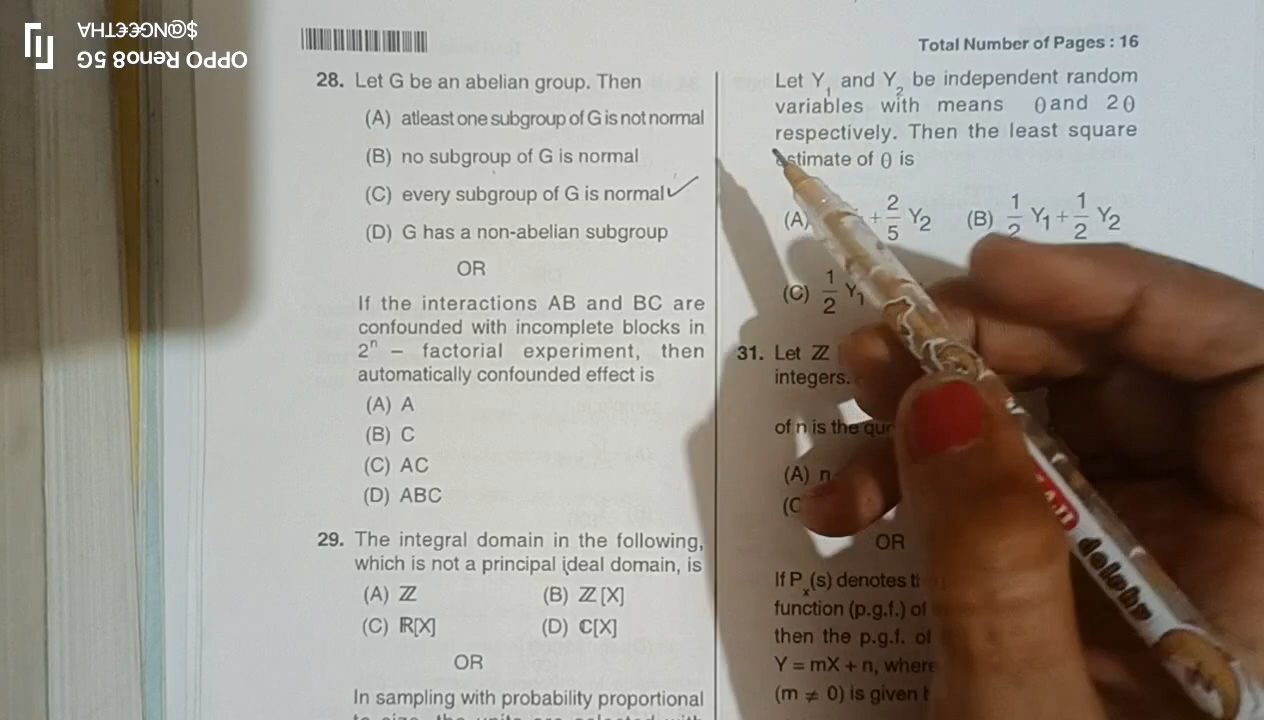 $@NGEEETHA
OPPO Reno8 5G
Total Number of Pages : 16
28. Let G be an abelian group. Then
(A) atleast one subgroup of G is not normal
(B) no subgroup of G is normal
(C) every subgroup of G is normal
(D) G has a non-abelian subgroup
OR
If the interactions AB and BC are
confounded with incomplete blocks in
2ⁿ – factorial experiment, then
automatically confounded effect is
(A) A
(B) C
(C) AC
(D) ABC
29. The integral domain in the following,
which is not a principal ideal domain, is
(A) ℤ (B) ℤ [X]
(C) ℝ[X] (D) ℂ[X]
OR
In sampling with probability proportional
Let Y₁ and Y₂ be independent random
variables with means θ and 2θ
respectively. Then the least square
estimate of θ is
(A) + 2/5 Y₂ (B) 1/2 Y₁ + 1/2 Y₂
(C) 1/2 Y₁
31. Let ℤ
integers.
of n is the
(A) n
(C
OR
If Pₓ(s) denotes
function (p.g.f.) of
then the p.g.f. of
Y = mX + n, where
(m ≠ 0) is given
delphy